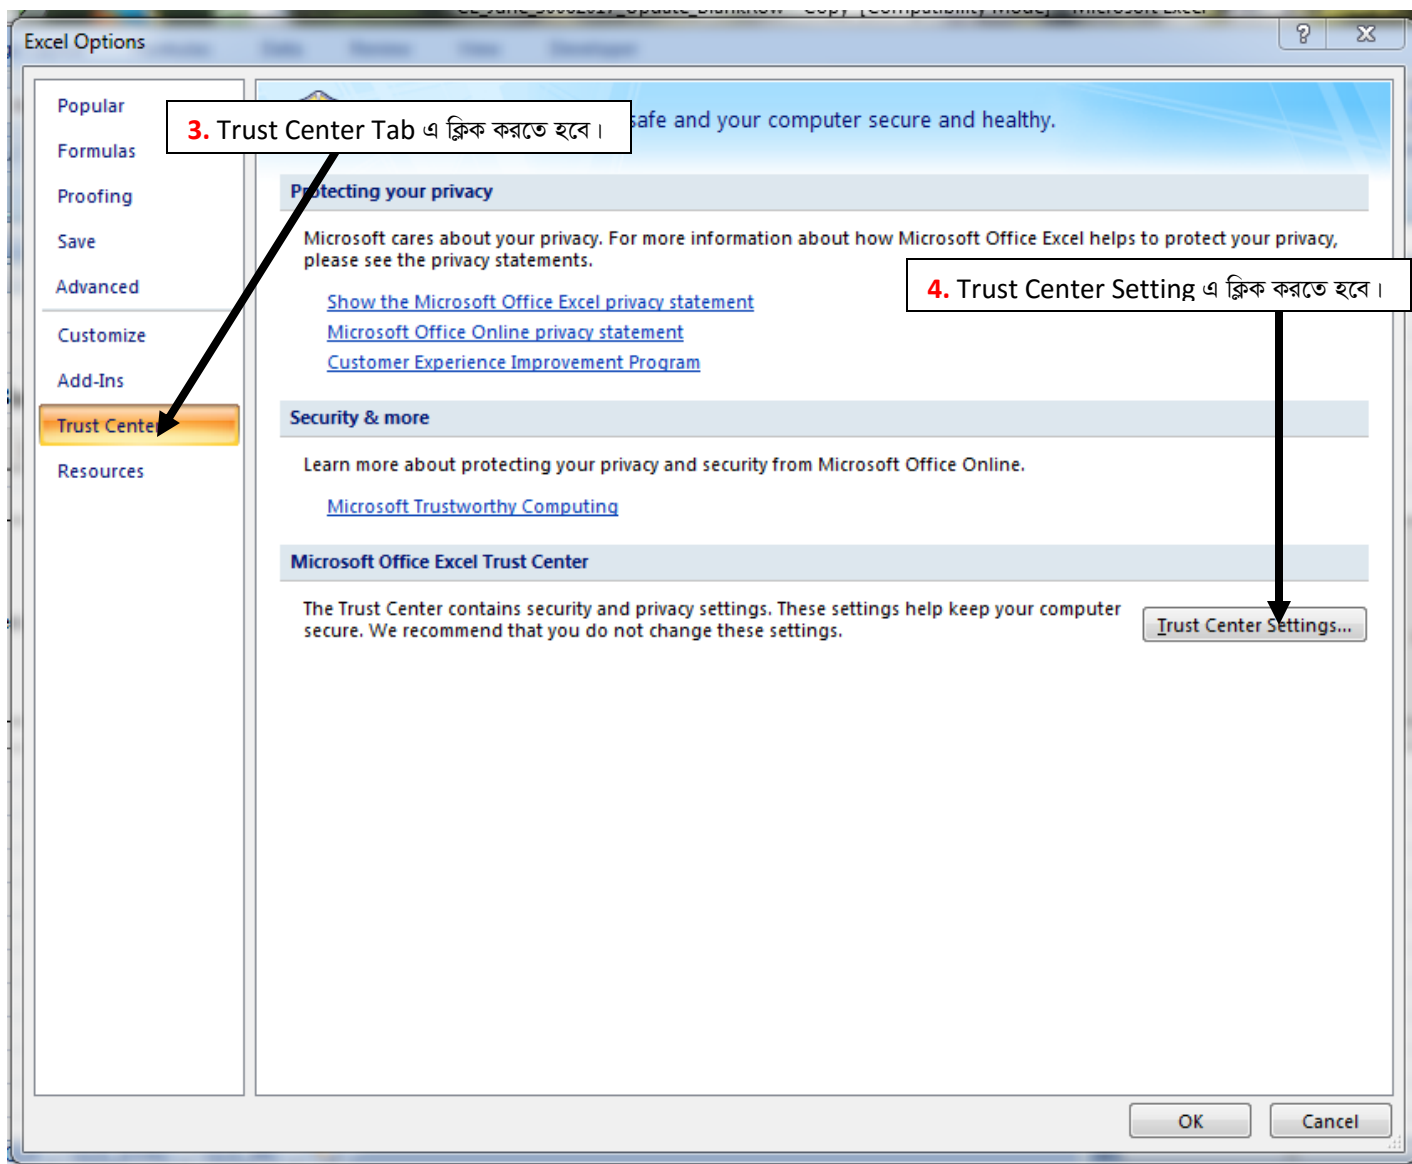 Excel Options
Popular
Formulas
Proofing
Save
Advanced
Customize
Add-Ins
Trust Center
Resources
3. Trust Center Tab এ ক্লিক করতে হবে।
safe and your computer secure and healthy.
Protecting your privacy
Microsoft cares about your privacy. For more information about how Microsoft Office Excel helps to protect your privacy,
please see the privacy statements.
4. Trust Center Setting এ ক্লিক করতে হবে।
Show the Microsoft Office Excel privacy statement
Microsoft Office Online privacy statement
Customer Experience Improvement Program
Security & more
Learn more about protecting your privacy and security from Microsoft Office Online.
Microsoft Trustworthy Computing
Microsoft Office Excel Trust Center
The Trust Center contains security and privacy settings. These settings help keep your computer
secure. We recommend that you do not change these settings.
Trust Center Settings...
OK
Cancel